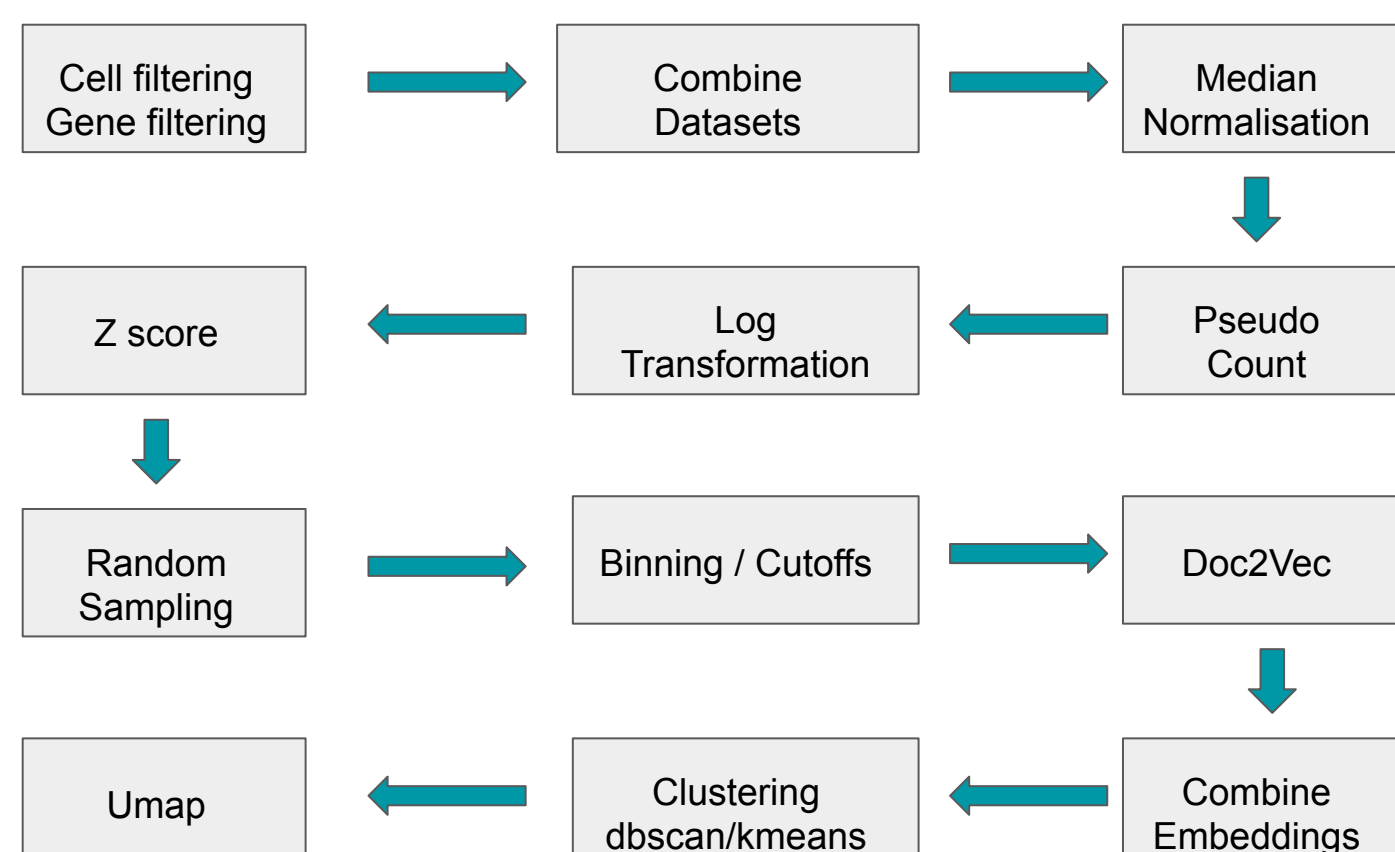 Cell filtering
Gene filtering
Combine
Datasets
Median
Normalisation
Z score
Log
Transformation
Pseudo
Count
Random
Sampling
Binning / Cutoffs
Doc2Vec
Umap
Clustering
dbscan/kmeans
Combine
Embeddings